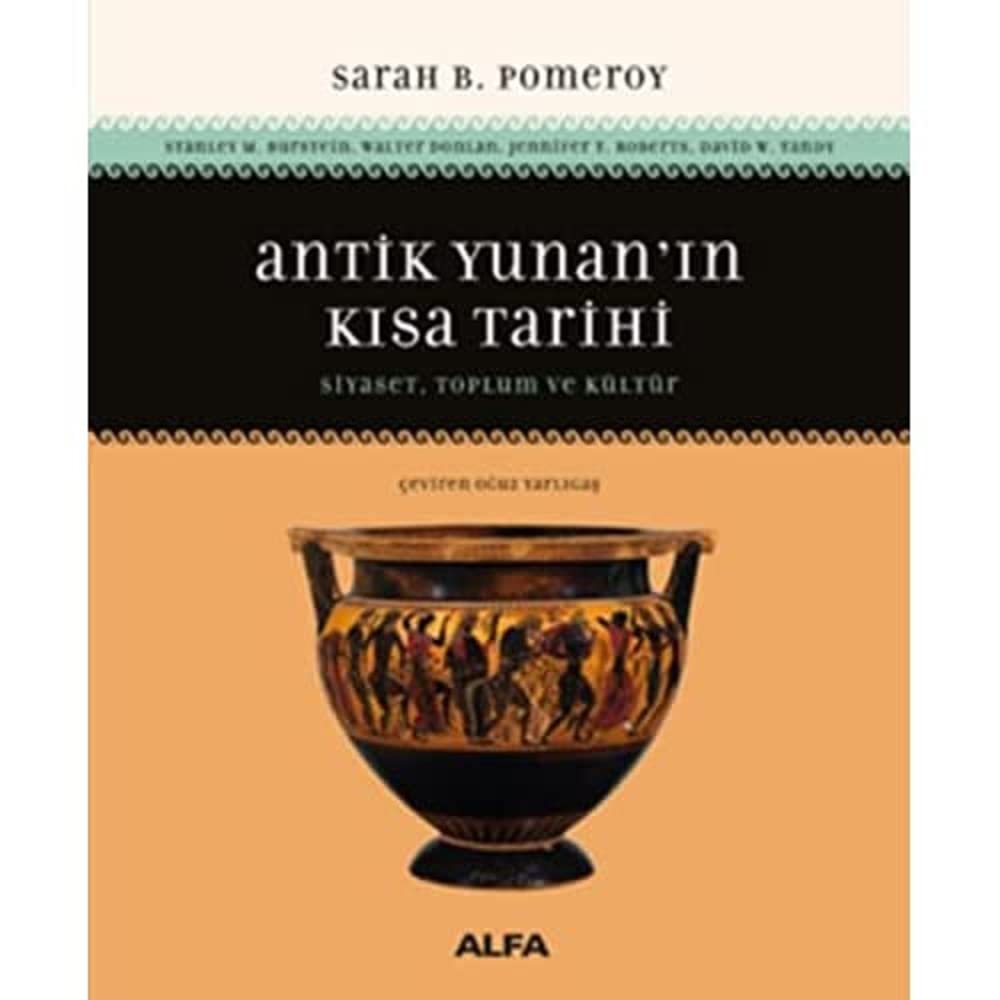 SARAH B. POMEROY
STANLEY M. BURSTEIN, WALTER DONLAN, JENNIFER T. ROBERTS, DAVID W. TANDY
ANTİK YUNAN'IN
KISA TARİHİ
SİYASET, TOPLUM VE KÜLTÜR
ÇEVİREN OĞUZ YARLIGAŞ
ALFA